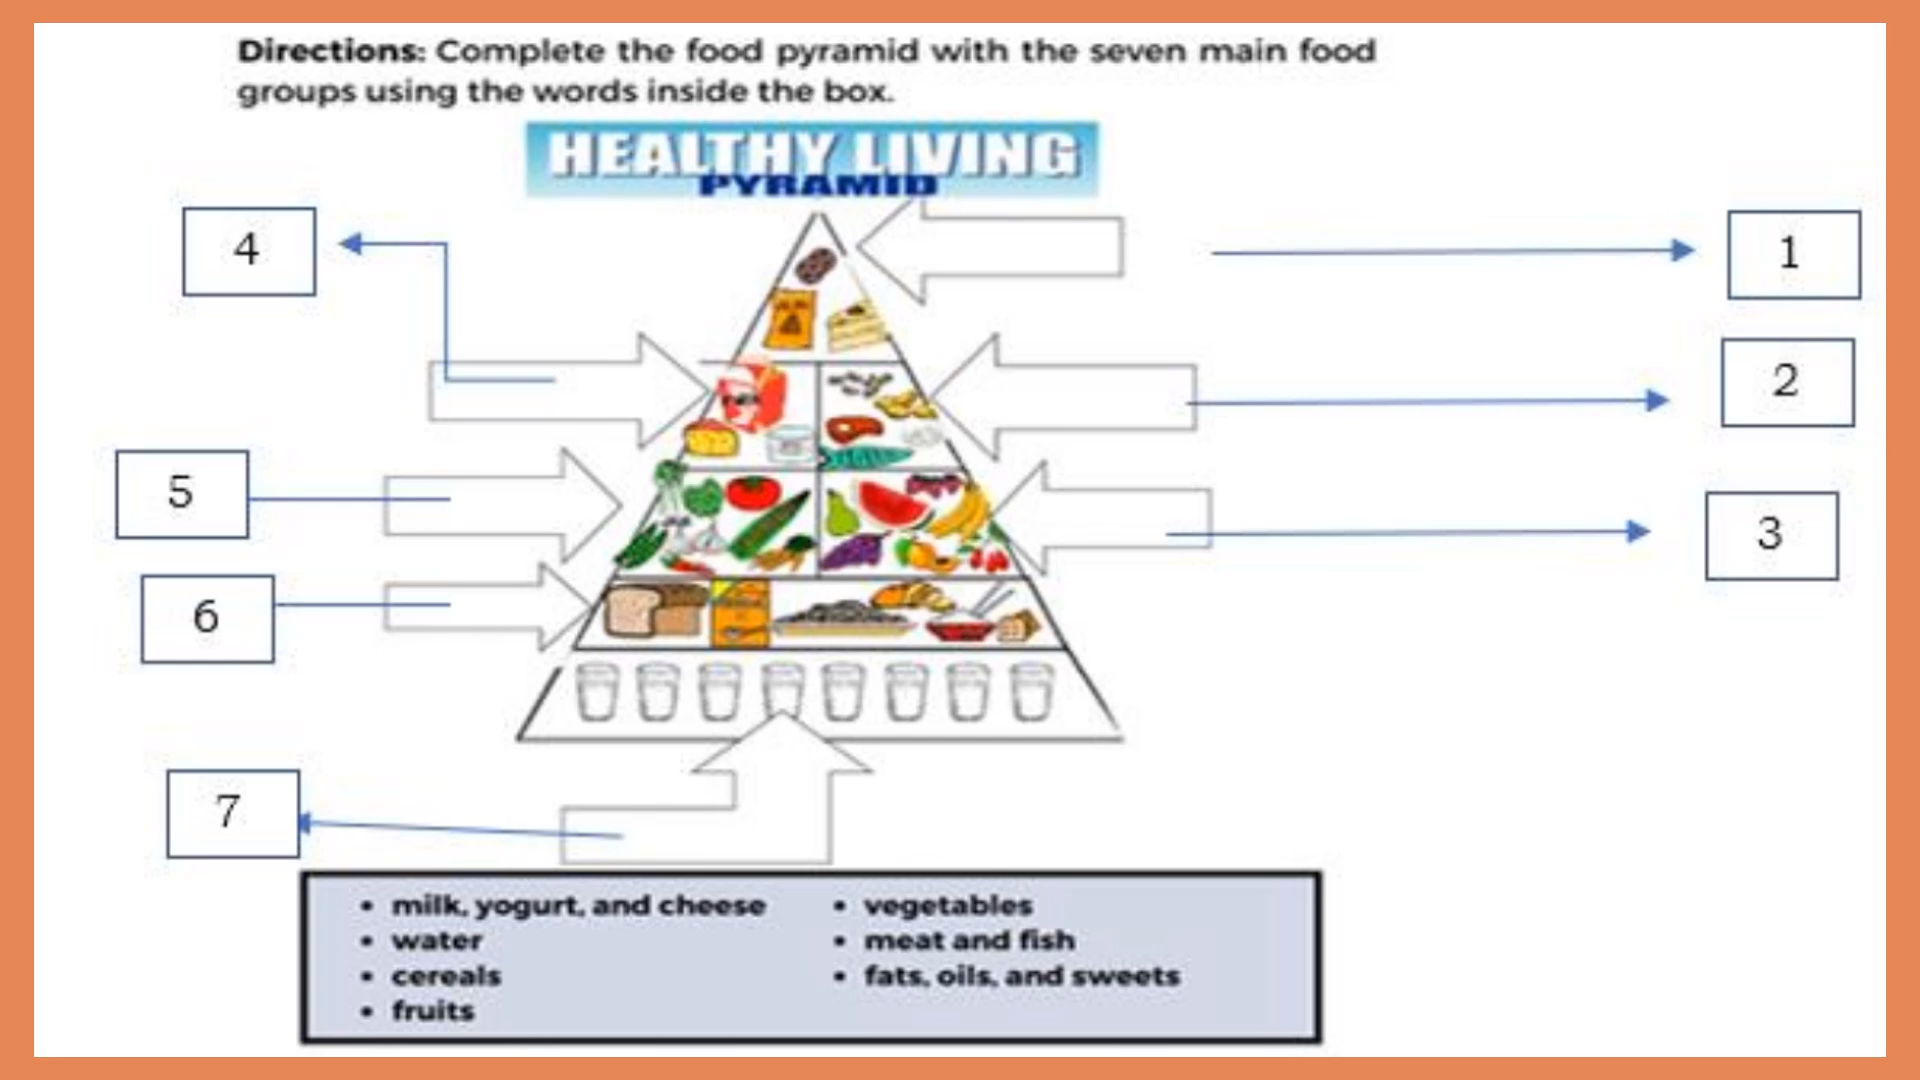 Directions: Complete the food pyramid with the seven main food
groups using the words inside the box.
HEALTHY LIVING
PYRAMID
4
1
2
5
3
6
7
• milk, yogurt, and cheese
• water
• cereals
• fruits
• vegetables
• meat and fish
• fats, oils, and sweets